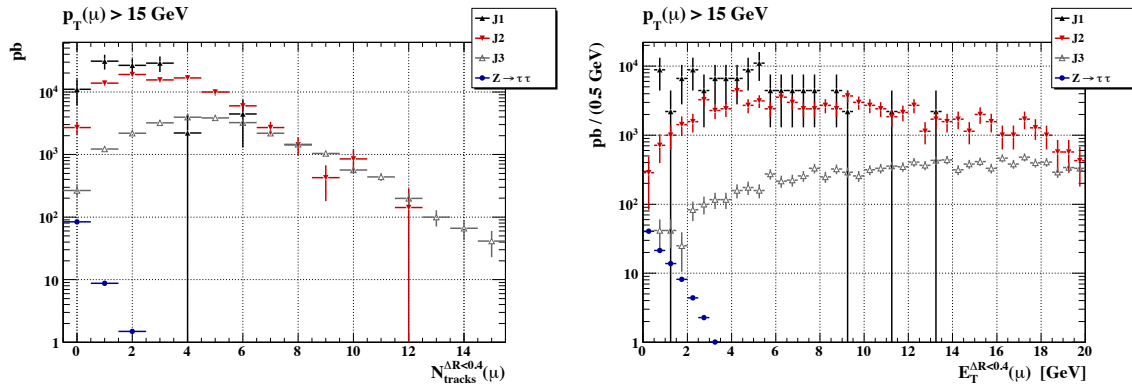 p_T(μ) > 15 GeV
J1
J2
J3
Z → τ τ
pb
10^4
10^3
10^2
10
1
0 2 4 6 8 10 12 14
N_tracks^ΔR<0.4(μ)
p_T(μ) > 15 GeV
J1
J2
J3
Z → τ τ
pb / (0.5 GeV)
10^4
10^3
10^2
10
1
0 2 4 6 8 10 12 14 16 18 20
E_T^ΔR<0.4(μ) [GeV]